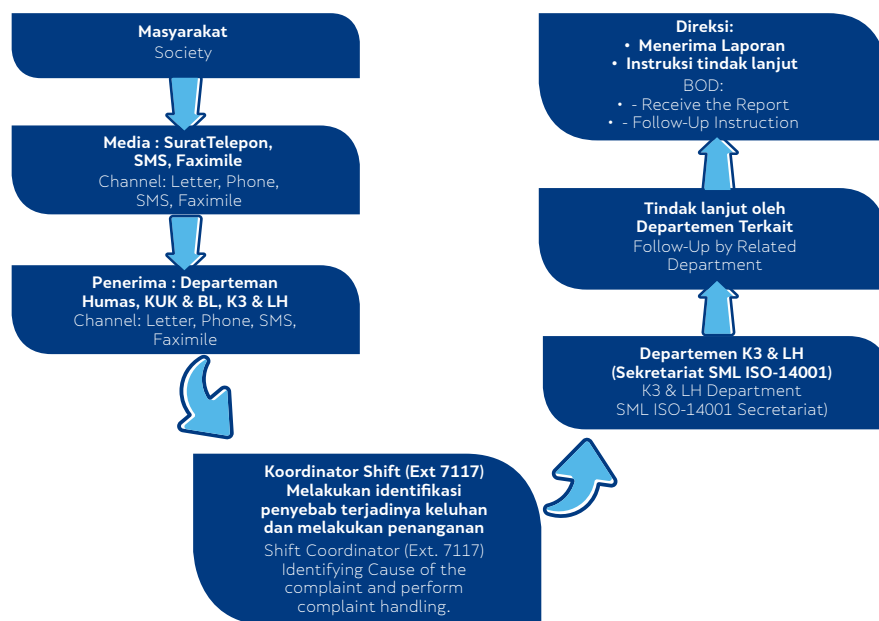 Masyarakat
Society
Media : SuratTelepon,
SMS, Faximile
Channel: Letter, Phone,
SMS, Faximile
Penerima : Departeman
Humas, KUK & BL, K3 & LH
Channel: Letter, Phone, SMS,
Faximile
Koordinator Shift (Ext 7117)
Melakukan identifikasi
penyebab terjadinya keluhan
dan melakukan penanganan
Shift Coordinator (Ext. 7117)
Identifying Cause of the
complaint and perform
complaint handling.
Departemen K3 & LH
(Sekretariat SML ISO-14001)
K3 & LH Department
SML ISO-14001 Secretariat)
Tindak lanjut oleh
Departemen Terkait
Follow-Up by Related
Department
Direksi:
• Menerima Laporan
• Instruksi tindak lanjut
BOD:
• - Receive the Report
• - Follow-Up Instruction